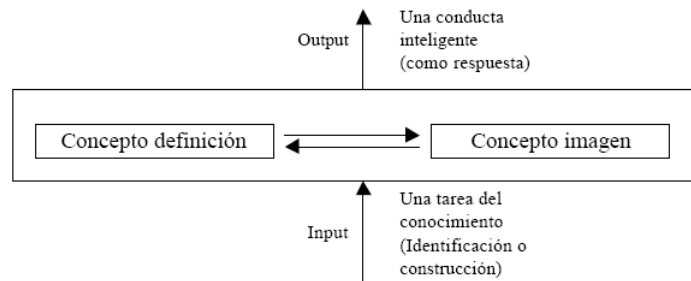 Output
Una conducta
inteligente
(como respuesta)
Concepto definición
Concepto imagen
Input
Una tarea del
conocimiento
(Identificación o
construcción)